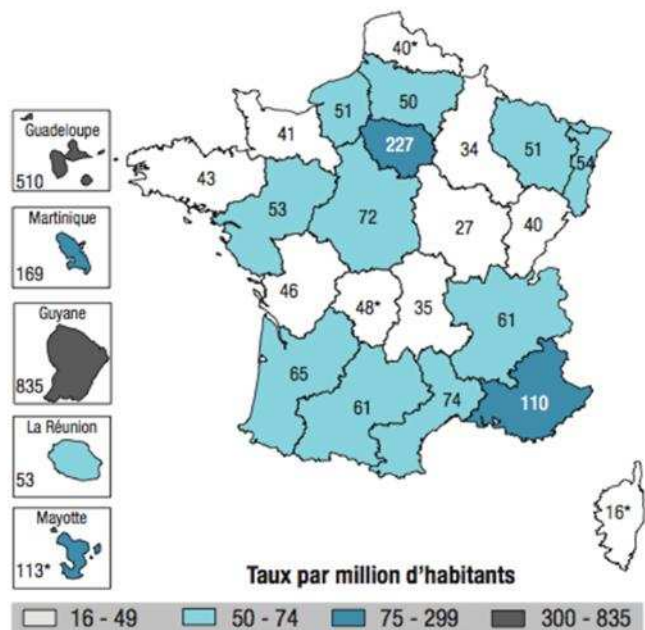 40*
51
50
41
227
34
51
54
43
53
72
27
40
46
48*
35
61
65
61
74
110
16*
Guadeloupe
510
Martinique
169
Guyane
835
La Réunion
53
Mayotte
113*
Taux par million d'habitants
16 - 49
50 - 74
75 - 299
300 - 835